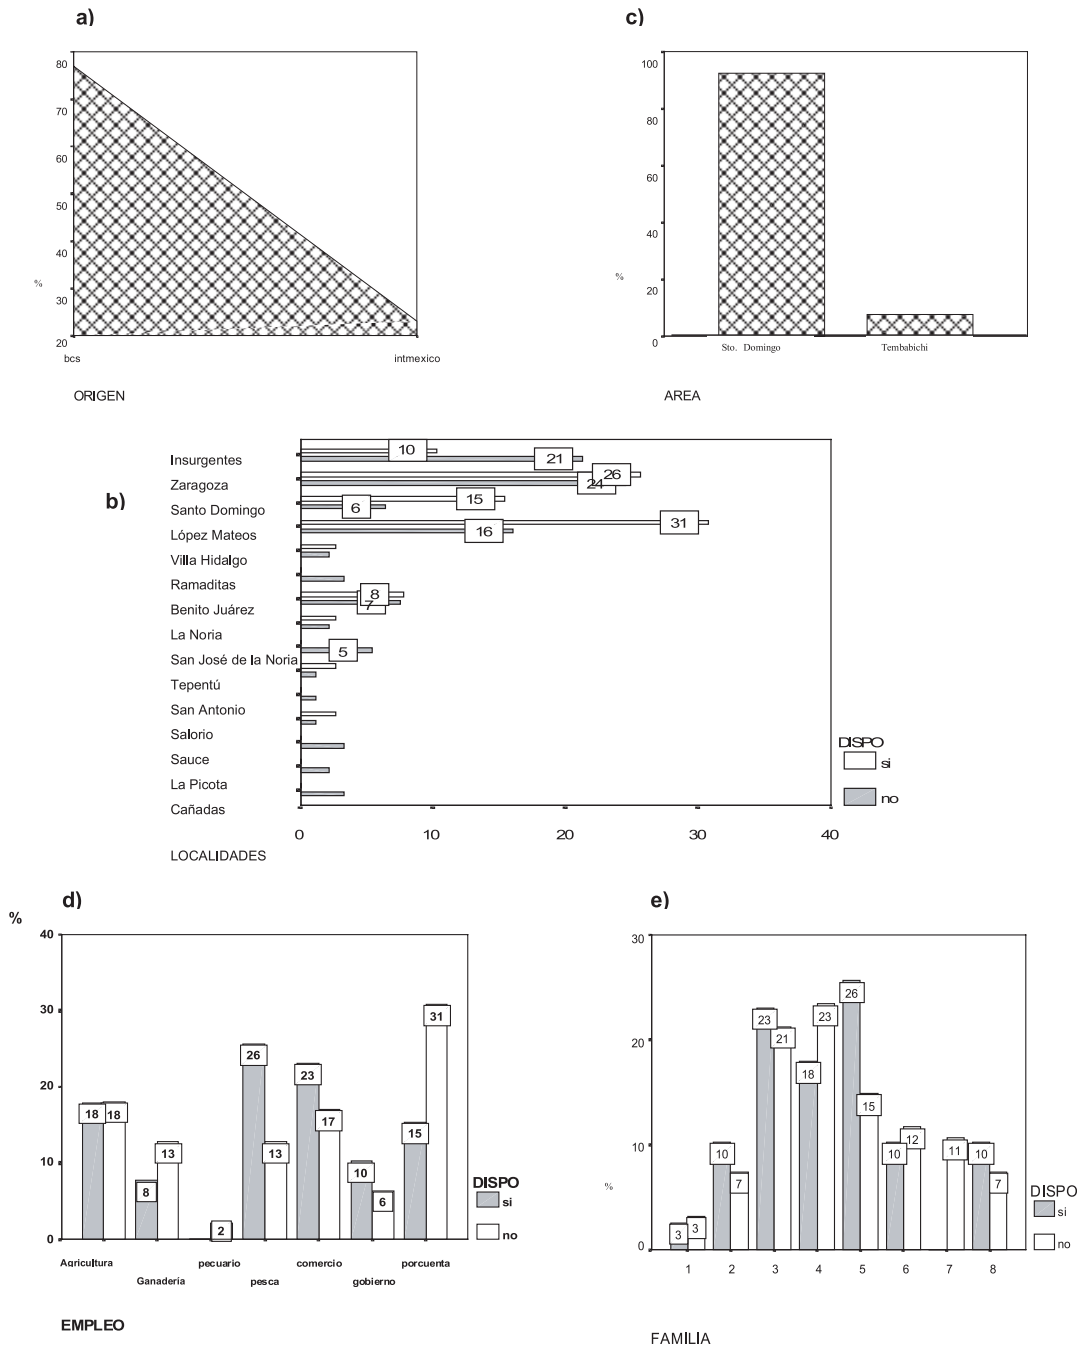 a)
80
70
60
50
40
%
30
20
bcs intmexico
ORIGEN
c)
100
80
60
40
%
20
0
Sto. Domingo Tembabichi
AREA
b)
Insurgentes 10 21
Zaragoza 26 24
Santo Domingo 15 6
López Mateos 31 16
Villa Hidalgo
Ramaditas
Benito Juárez 8 7
La Noria
San José de la Noria 5
Tepentú
San Antonio
Salorio
Sauce
La Picota
Cañadas
0 10 20 30 40
LOCALIDADES
DISPO
si
no
d)
%
40
30
20
10
0
18 18 8 13 2 26 13 23 17 10 6 15 31
Agricultura pecuario comercio porcuenta
Ganadería pesca gobierno
EMPLEO
DISPO
si
no
e)
30
20
10
%
0
3 3 10 7 23 21 18 23 26 15 10 12 11 10 7
1 2 3 4 5 6 7 8
FAMILIA
DISPO
si
no